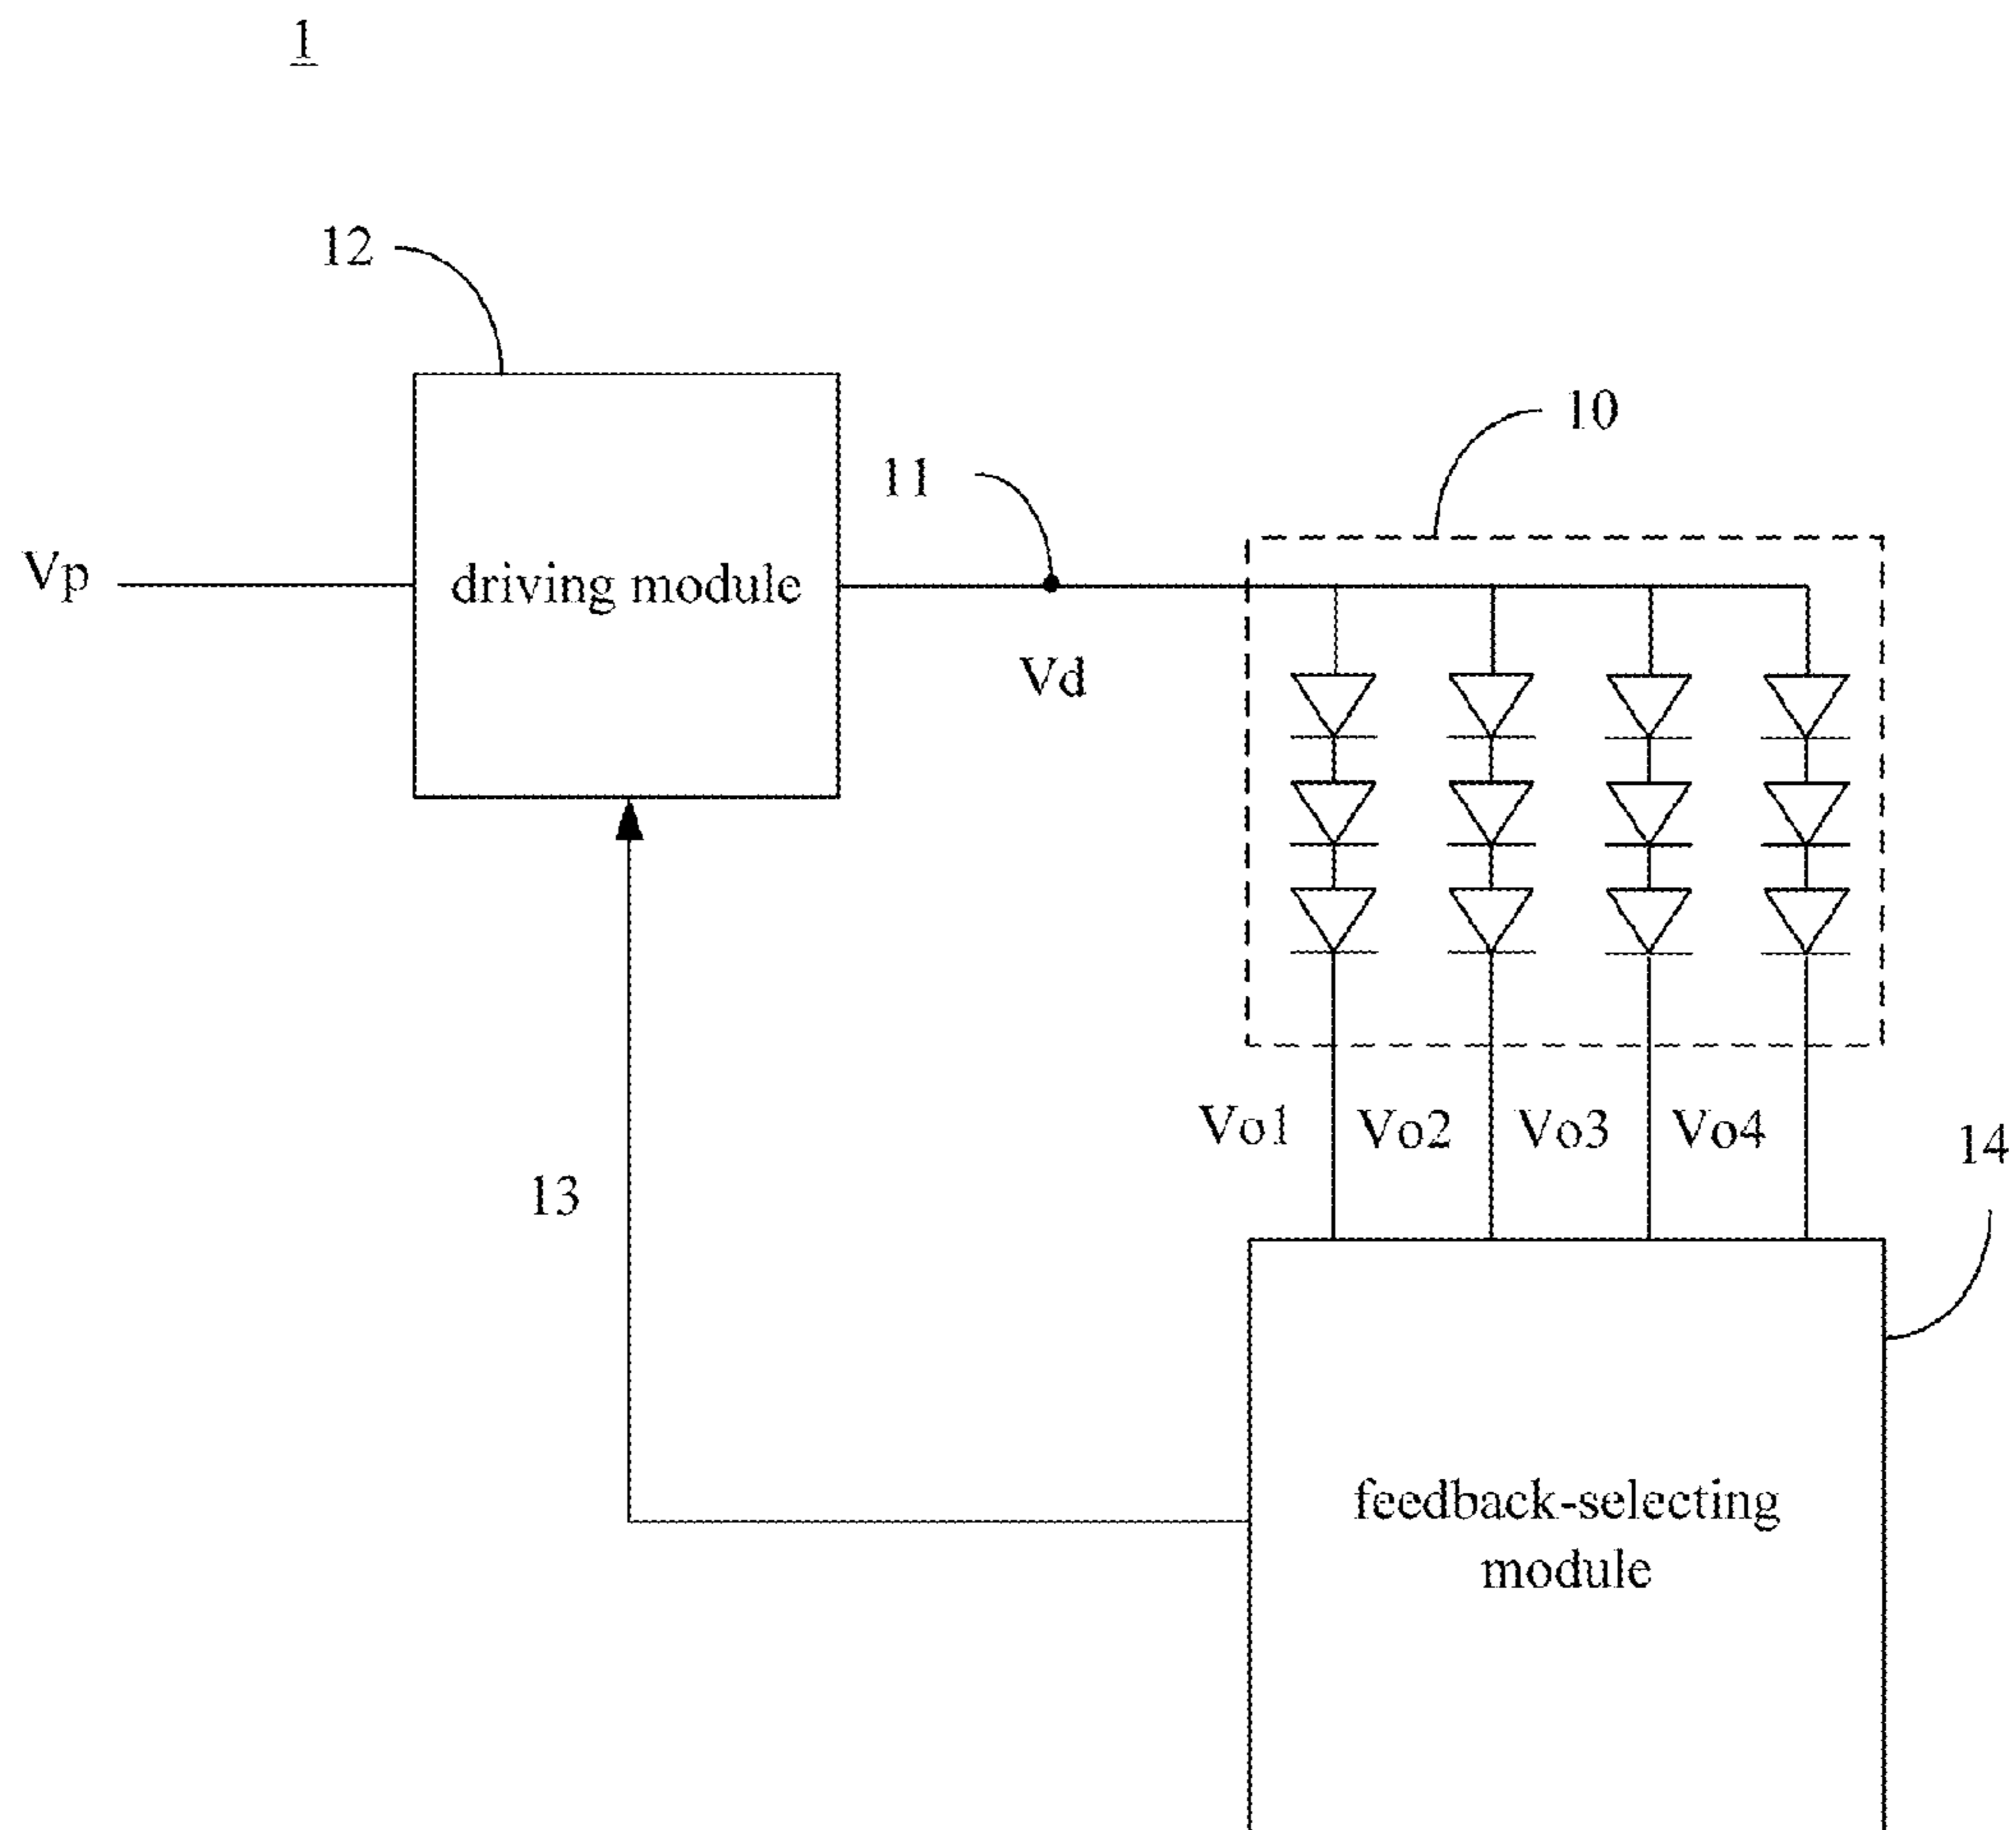 1
12
10
11
Vp
driving module
Vd
Vo1
Vo2
Vo3
Vo4
14
13
feedback-selecting
module